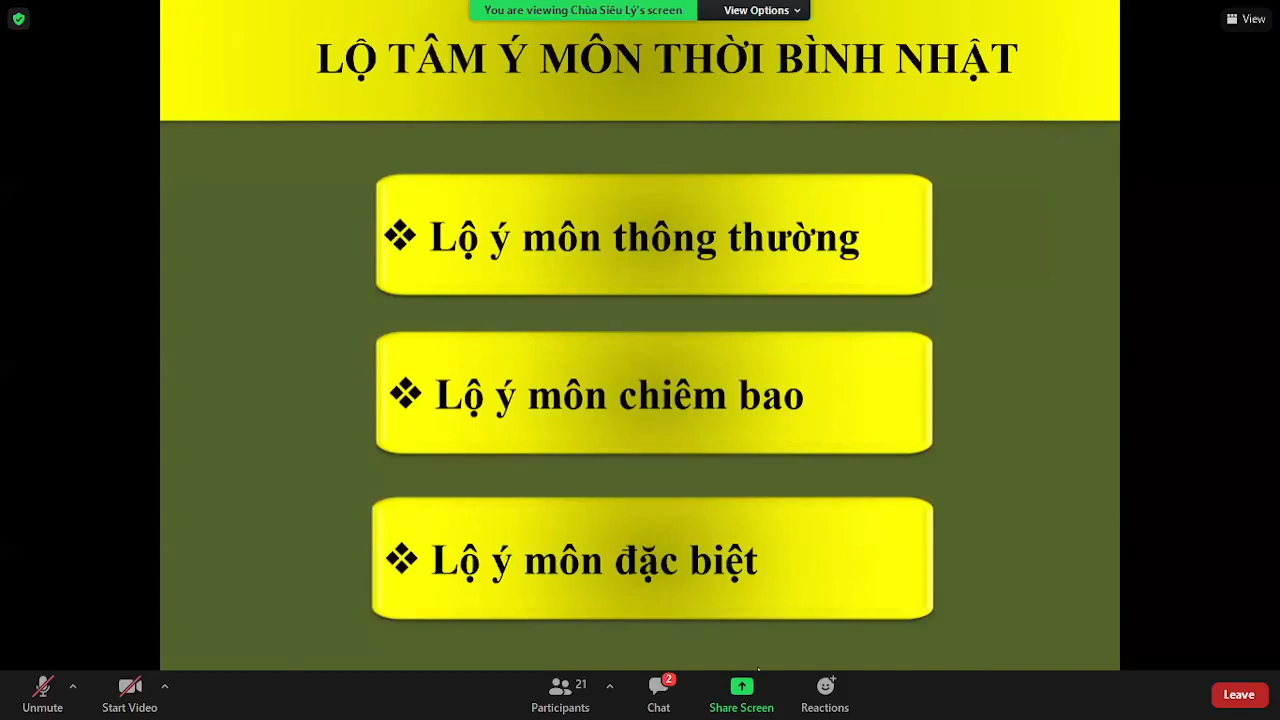 You are viewing Chùa Siêu Lý's screen
View Options
View
LỘ TÂM Ý MÔN THỜI BÌNH NHẬT
❖ Lộ ý môn thông thường
❖ Lộ ý môn chiêm bao
❖ Lộ ý môn đặc biệt
Unmute
Start Video
21
Participants
2
Chat
Share Screen
Reactions
Leave